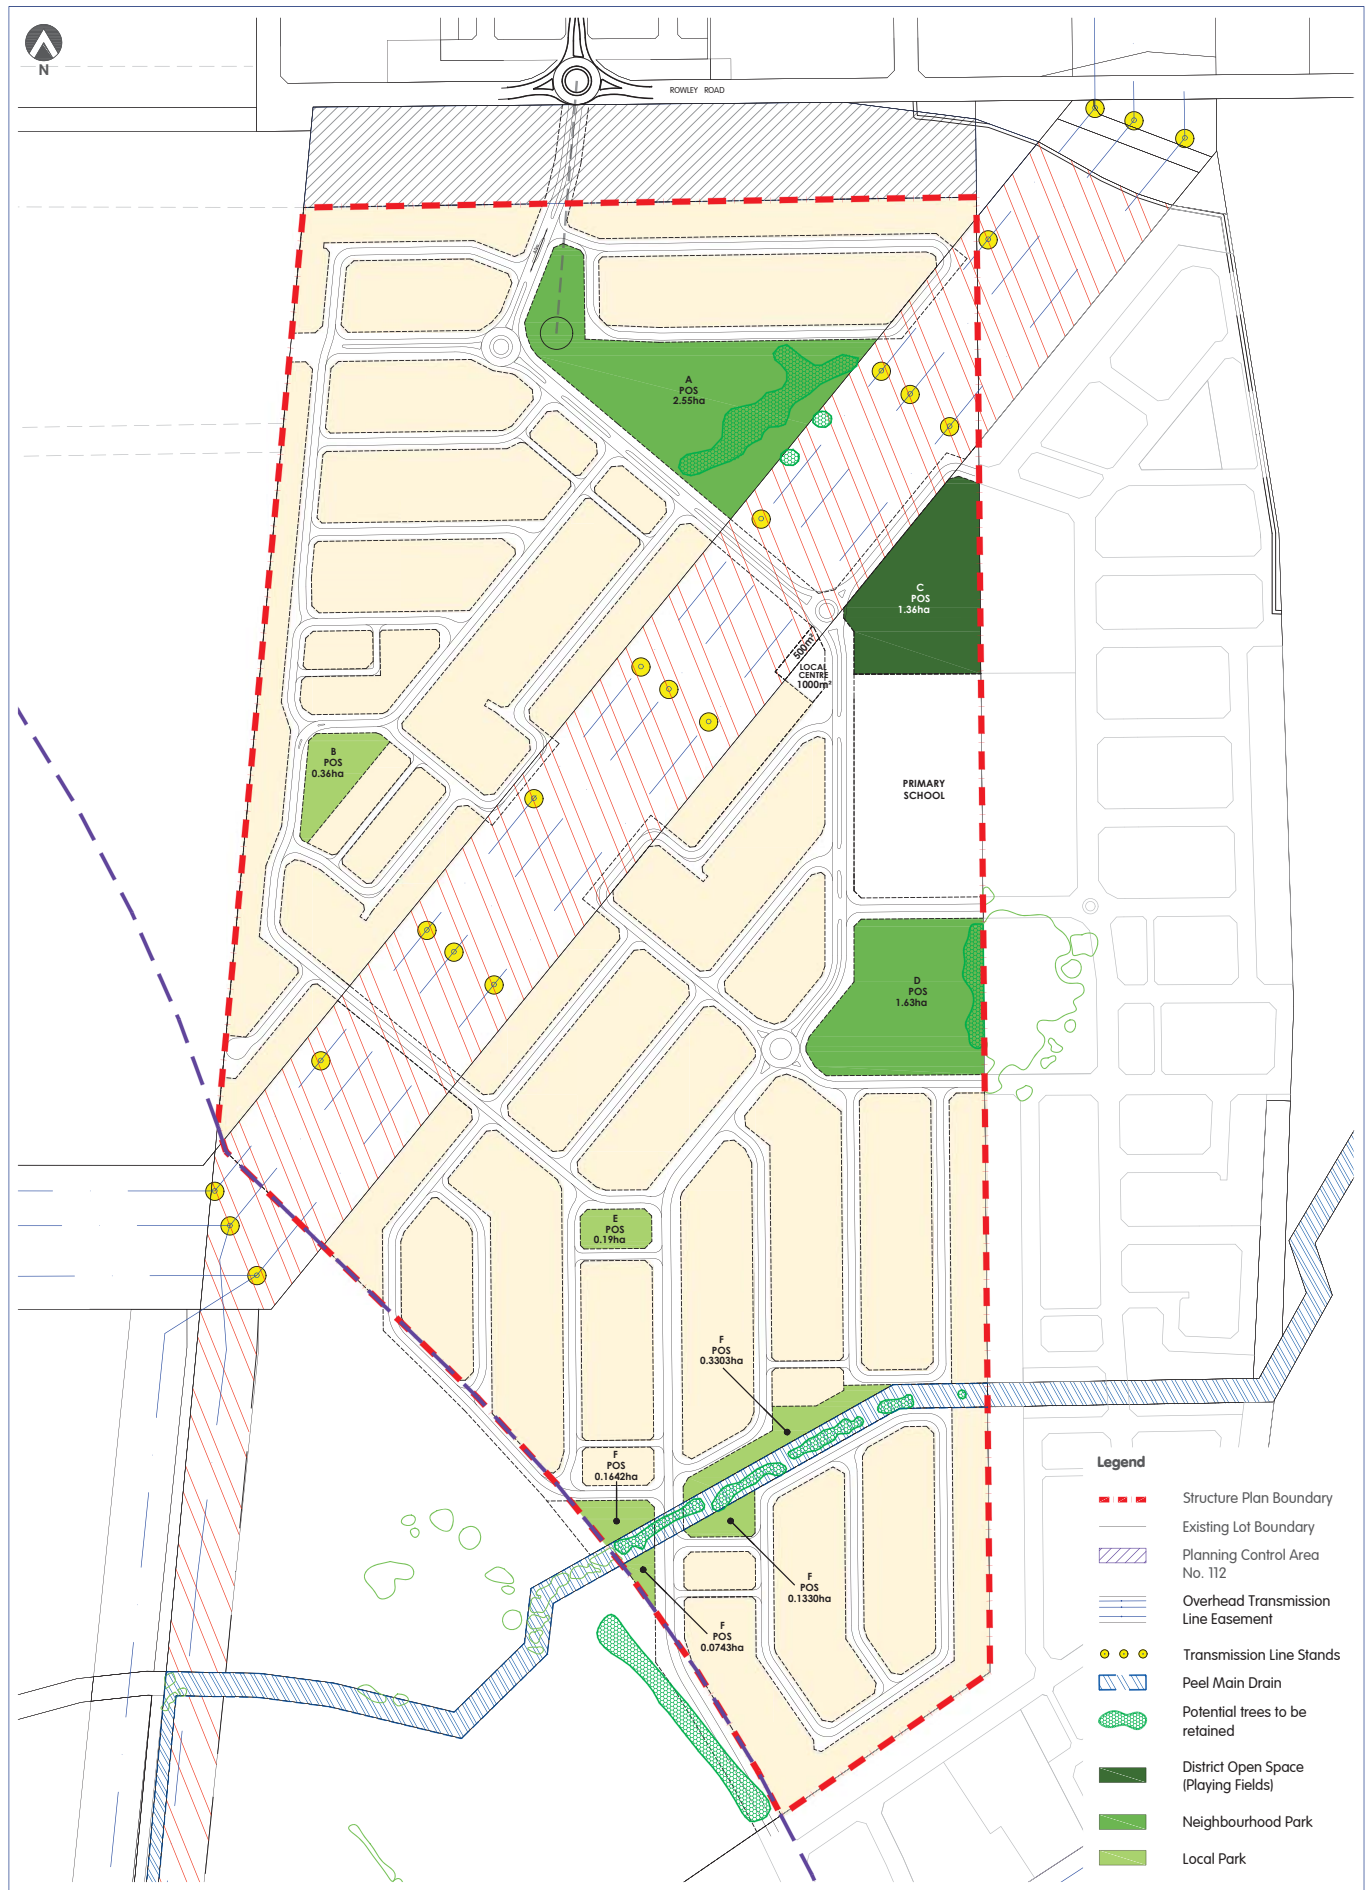 N
ROWLEY ROAD
A
POS
2.55ha
C
POS
1.36ha
500m²
LOCAL
CENTRE
1000m²
B
POS
0.36ha
PRIMARY
SCHOOL
D
POS
1.63ha
E
POS
0.19ha
F
POS
0.3303ha
F
POS
0.1642ha
F
POS
0.1330ha
F
POS
0.0743ha
Legend
Structure Plan Boundary
Existing Lot Boundary
Planning Control Area
No. 112
Overhead Transmission
Line Easement
Transmission Line Stands
Peel Main Drain
Potential trees to be
retained
District Open Space
(Playing Fields)
Neighbourhood Park
Local Park